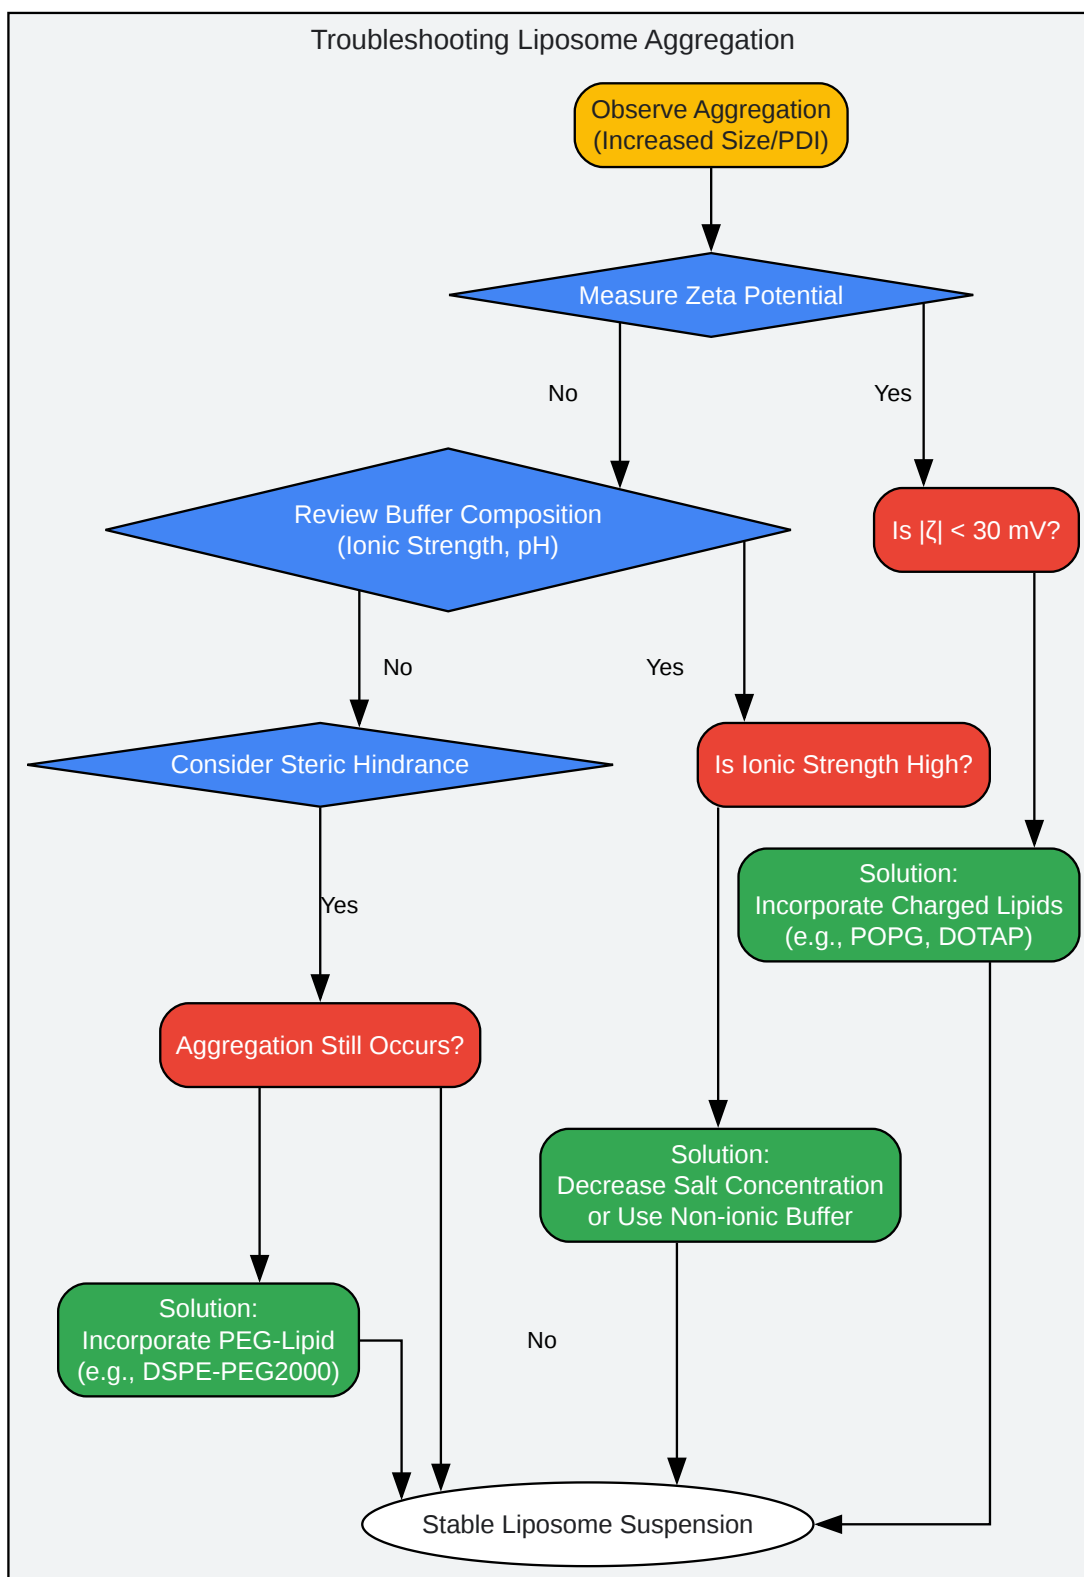 Troubleshooting Liposome Aggregation
Observe Aggregation
(Increased Size/PDI)
Measure Zeta Potential
No
Yes
Review Buffer Composition
(Ionic Strength, pH)
Is |ζ| < 30 mV?
No
Yes
Consider Steric Hindrance
Is Ionic Strength High?
Solution:
Incorporate Charged Lipids
(e.g., POPG, DOTAP)
Yes
Aggregation Still Occurs?
Solution:
Decrease Salt Concentration
or Use Non-ionic Buffer
Solution:
Incorporate PEG-Lipid
(e.g., DSPE-PEG2000)
No
Stable Liposome Suspension